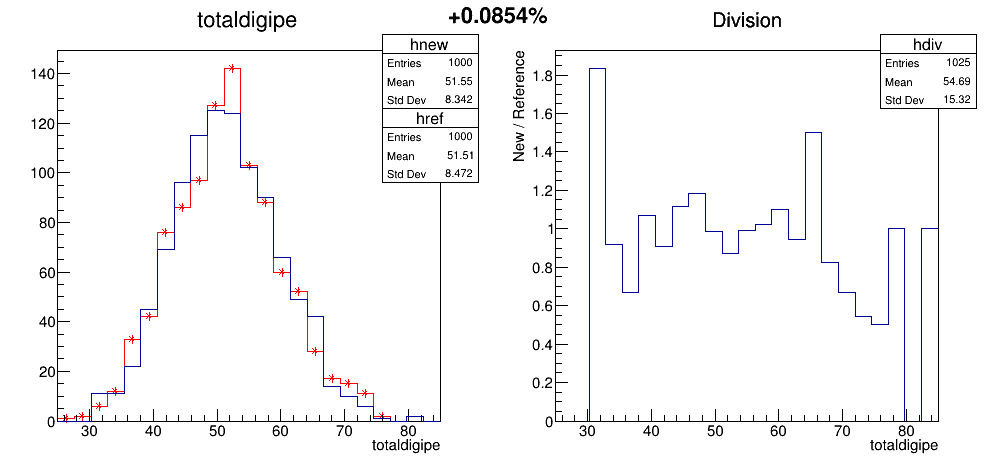 +0.0854%
totaldigipe
hnew
Entries 1000
Mean 51.55
Std Dev 8.342
href
Entries 1000
Mean 51.51
Std Dev 8.472
140
120
100
80
60
40
20
0
30 40 50 60 70 80
totaldigipe
Division
hdiv
Entries 1025
Mean 54.69
Std Dev 15.32
New / Reference
1.8
1.6
1.4
1.2
1
0.8
0.6
0.4
0.2
0
30 40 50 60 70 80
totaldigipe